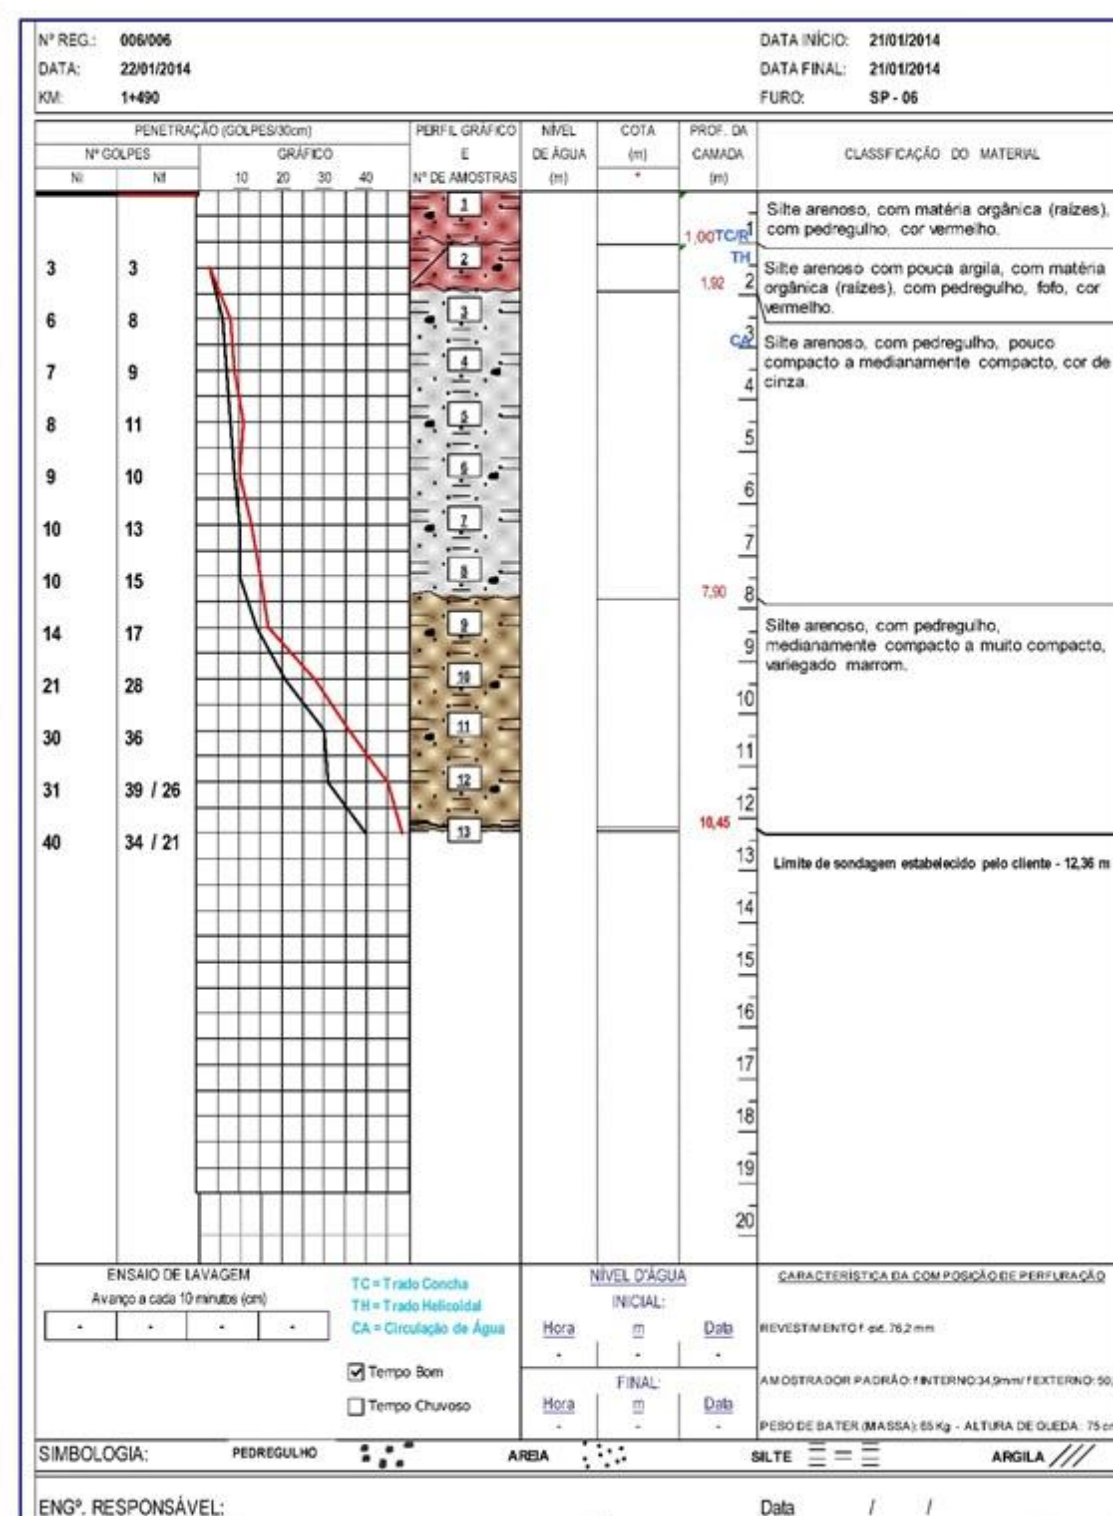 Nº REG.: 006/006 DATA INÍCIO: 21/01/2014
DATA: 22/01/2014 DATA FINAL: 21/01/2014
KM: 1+490 FURO: SP - 06
PENETRAÇÃO (GOLPES/30cm) PERFIL GRÁFICO NÍVEL COTA PROF. DA
Nº GOLPES GRÁFICO E DE ÁGUA (m) CAMADA CLASSIFICAÇÃO DO MATERIAL
Ni Nf 10 20 30 40 Nº DE AMOSTRAS (m) * (m)
1 Silte arenoso, com matéria orgânica (raízes),
1,00 TC/R 1 com pedregulho, cor vermelho.
2 TH
3 3 Silte arenoso com pouca argila, com matéria
1,92 2 orgânica (raízes), com pedregulho, fofo, cor
vermelho.
6 8 3 3
CA Silte arenoso, com pedregulho, pouco
7 9 4 compacto a medianamente compacto, cor de
4 cinza.
8 11 5 5
9 10 6 6
10 13 7 7
10 15 8 7,90 8
14 17 9 Silte arenoso, com pedregulho,
9 medianamente compacto a muito compacto,
variegado marrom.
21 28 10 10
30 36 11 11
31 39 / 26 12 12
10,45
40 34 / 21 13 13
Limite de sondagem estabelecido pelo cliente - 12,36 m
14
15
16
17
18
19
20
ENSAIO DE LAVAGEM
Avanço a cada 10 minutos (cm)
- - - -
TC = Trado Concha
TH = Trado Helicoidal
CA = Circulação de Água
Tempo Bom
Tempo Chuvoso
NÍVEL D'ÁGUA
INICIAL:
Hora m Data
- - -
FINAL:
Hora m Data
- - -
CARACTERÍSTICA DA COMPOSIÇÃO DE PERFURAÇÃO
REVESTIMENTO f ext. 76,2 mm
AMOSTRADOR PADRÃO: f INTERNO:34,9mm/ f EXTERNO: 50,
PESO DE BATER (MASSA): 65 Kg - ALTURA DE QUEDA: 75 cm
SIMBOLOGIA: PEDREGULHO AREIA SILTE ARGILA
ENGº. RESPONSÁVEL: Data / /